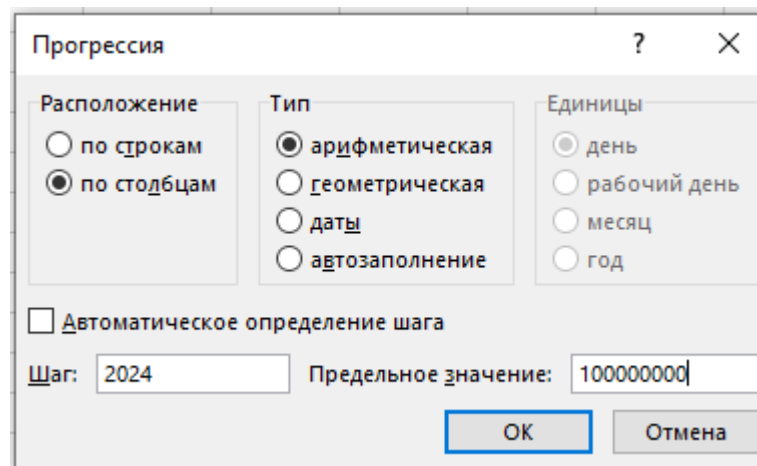 Прогрессия ?
Расположение Тип Единицы
по строкам арифметическая день
по столбцам геометрическая рабочий день
даты месяц
автозаполнение год
Автоматическое определение шага
Шаг: 2024 Предельное значение: 100000000
ОК Отмена